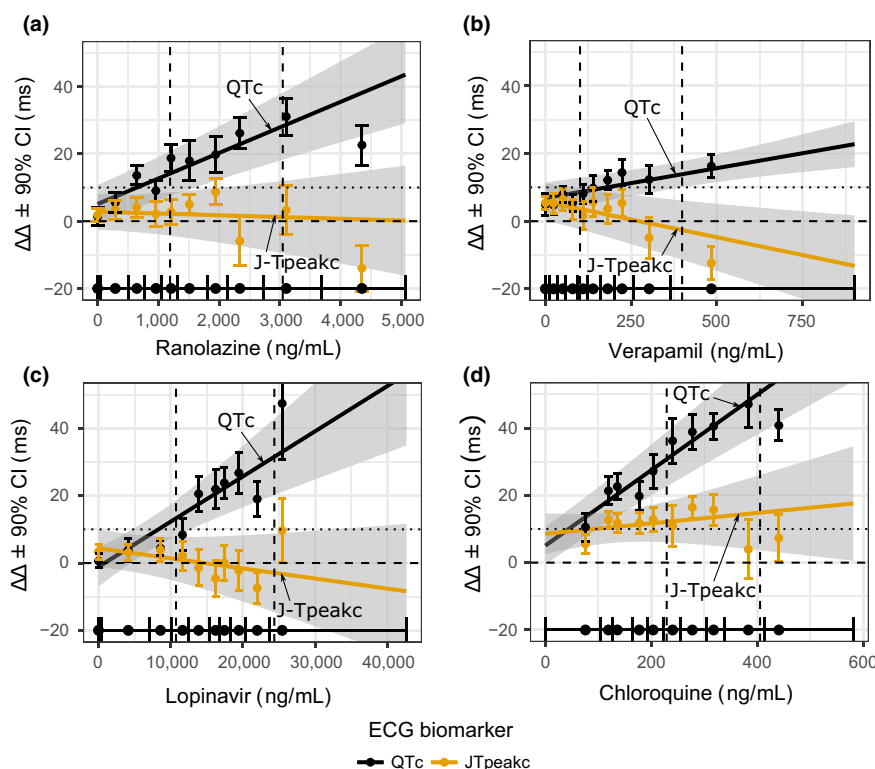 (a)
ΔΔ ± 90% CI (ms)
40
20
0
−20
QTc
J-Tpeakc
0
1,000
2,000
3,000
4,000
5,000
Ranolazine (ng/mL)
(b)
ΔΔ ± 90% CI (ms)
40
20
0
−20
QTc
J-Tpeakc
0
250
500
750
Verapamil (ng/mL)
(c)
ΔΔ ± 90% CI (ms)
40
20
0
−20
QTc
J-Tpeakc
0
10,000
20,000
30,000
40,000
Lopinavir (ng/mL)
(d)
ΔΔ ± 90% CI (ms)
40
20
0
−20
QTc
J-Tpeakc
0
200
400
600
Chloroquine (ng/mL)
ECG biomarker
QTc JTpeakc